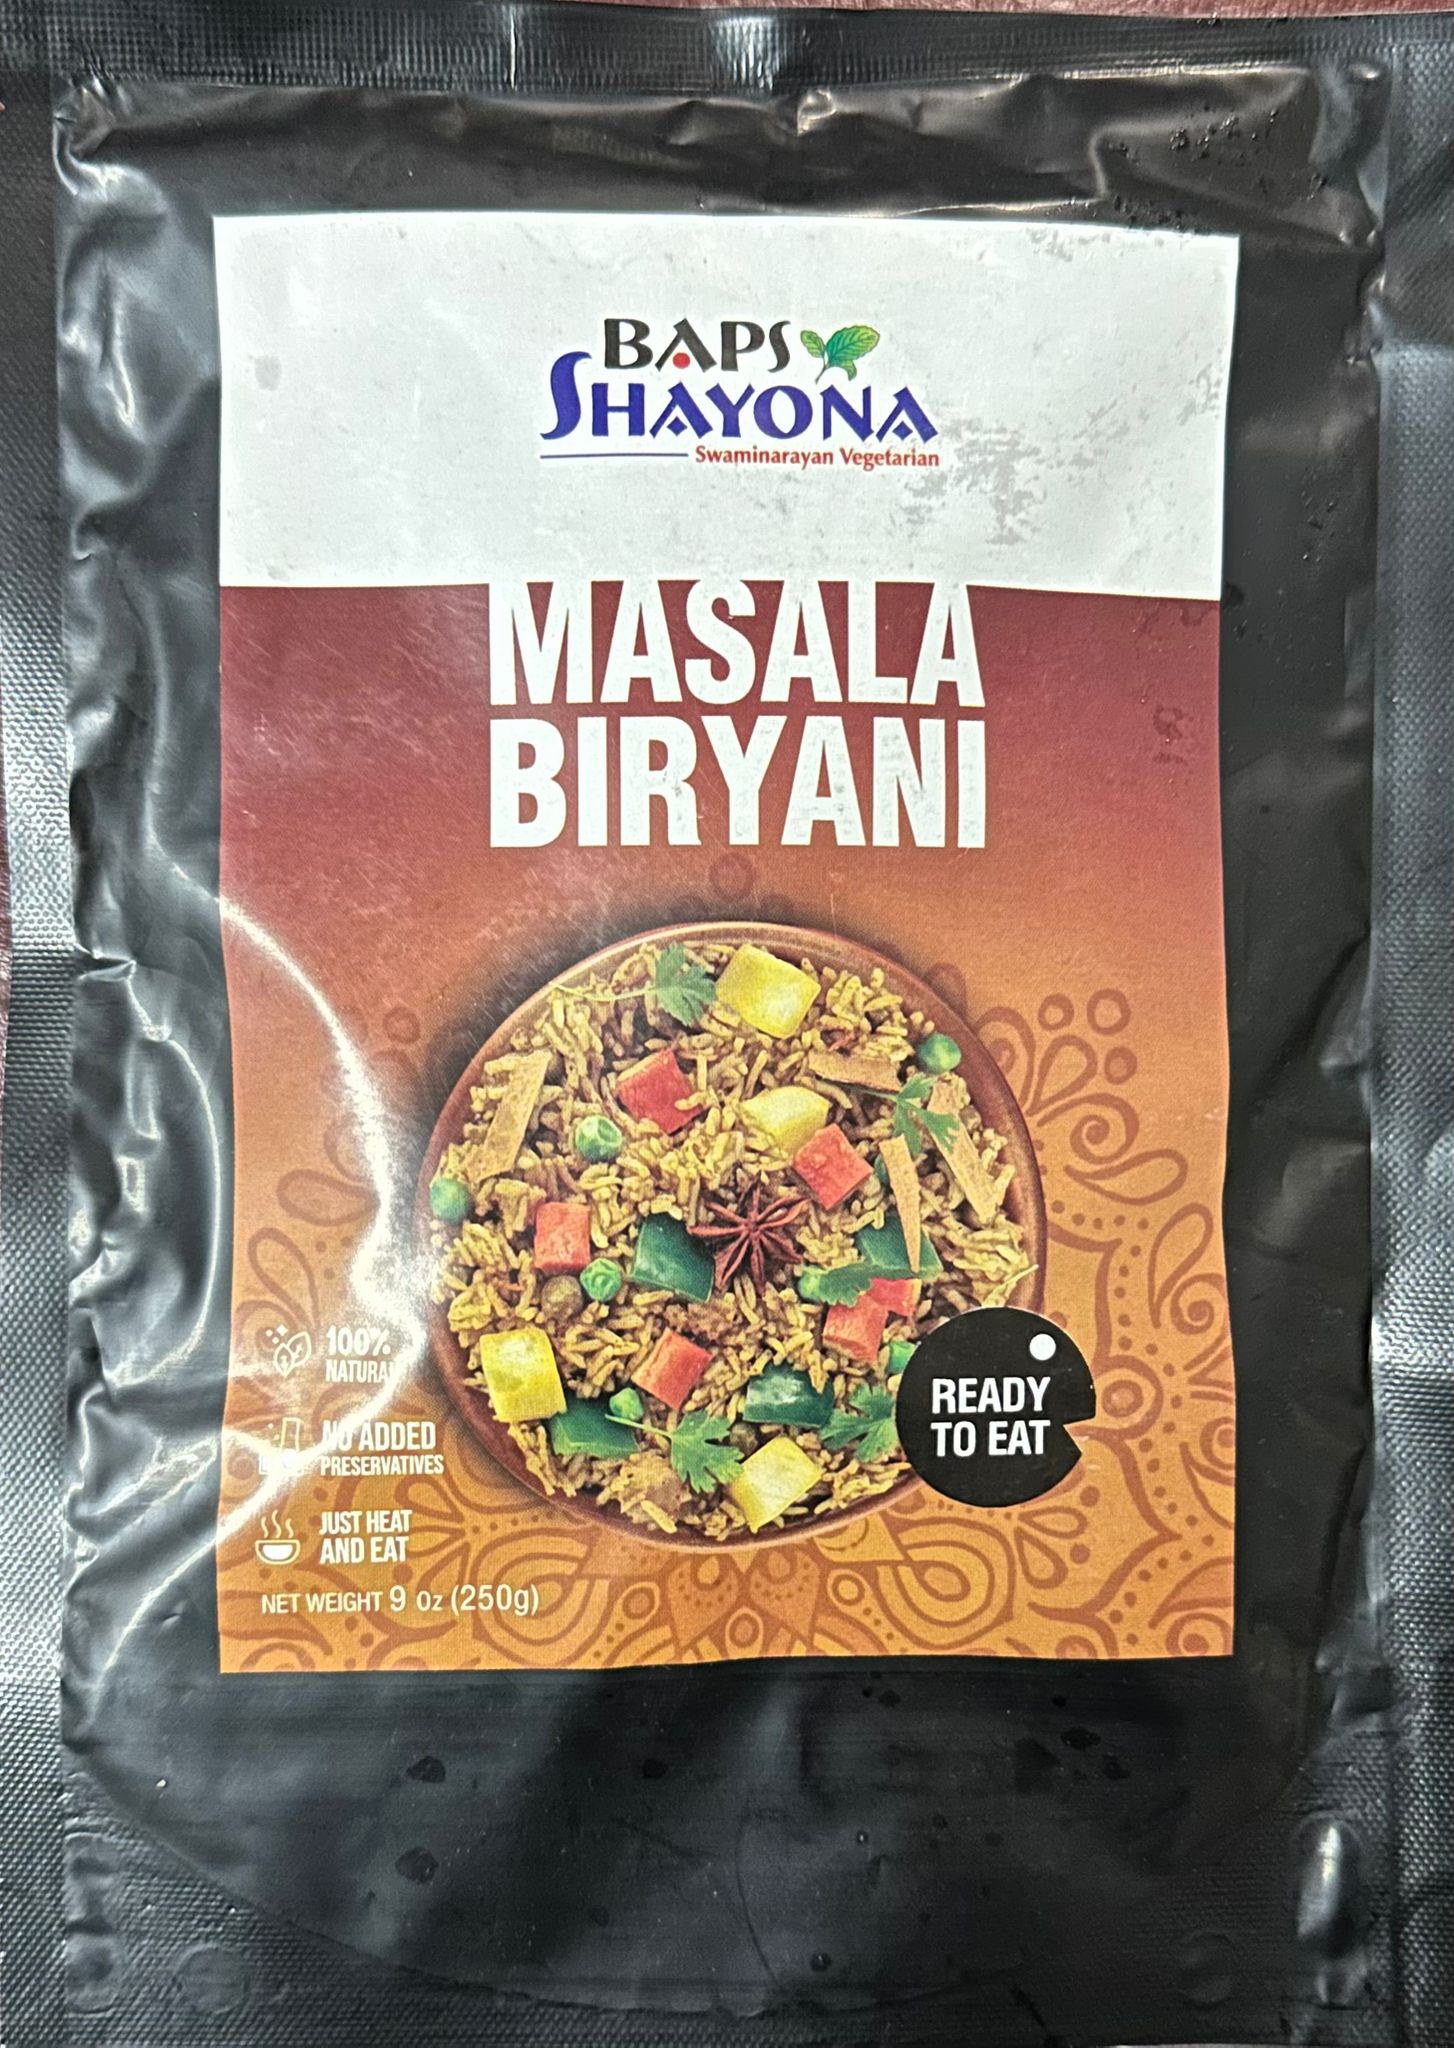 BAPS
SHAYONA
Swaminarayan Vegetarian
MASALA
BIRYANI
100%
NATURAL
NO ADDED
PRESERVATIVES
JUST HEAT
AND EAT
READY
TO EAT
NET WEIGHT 9 oz (250g)